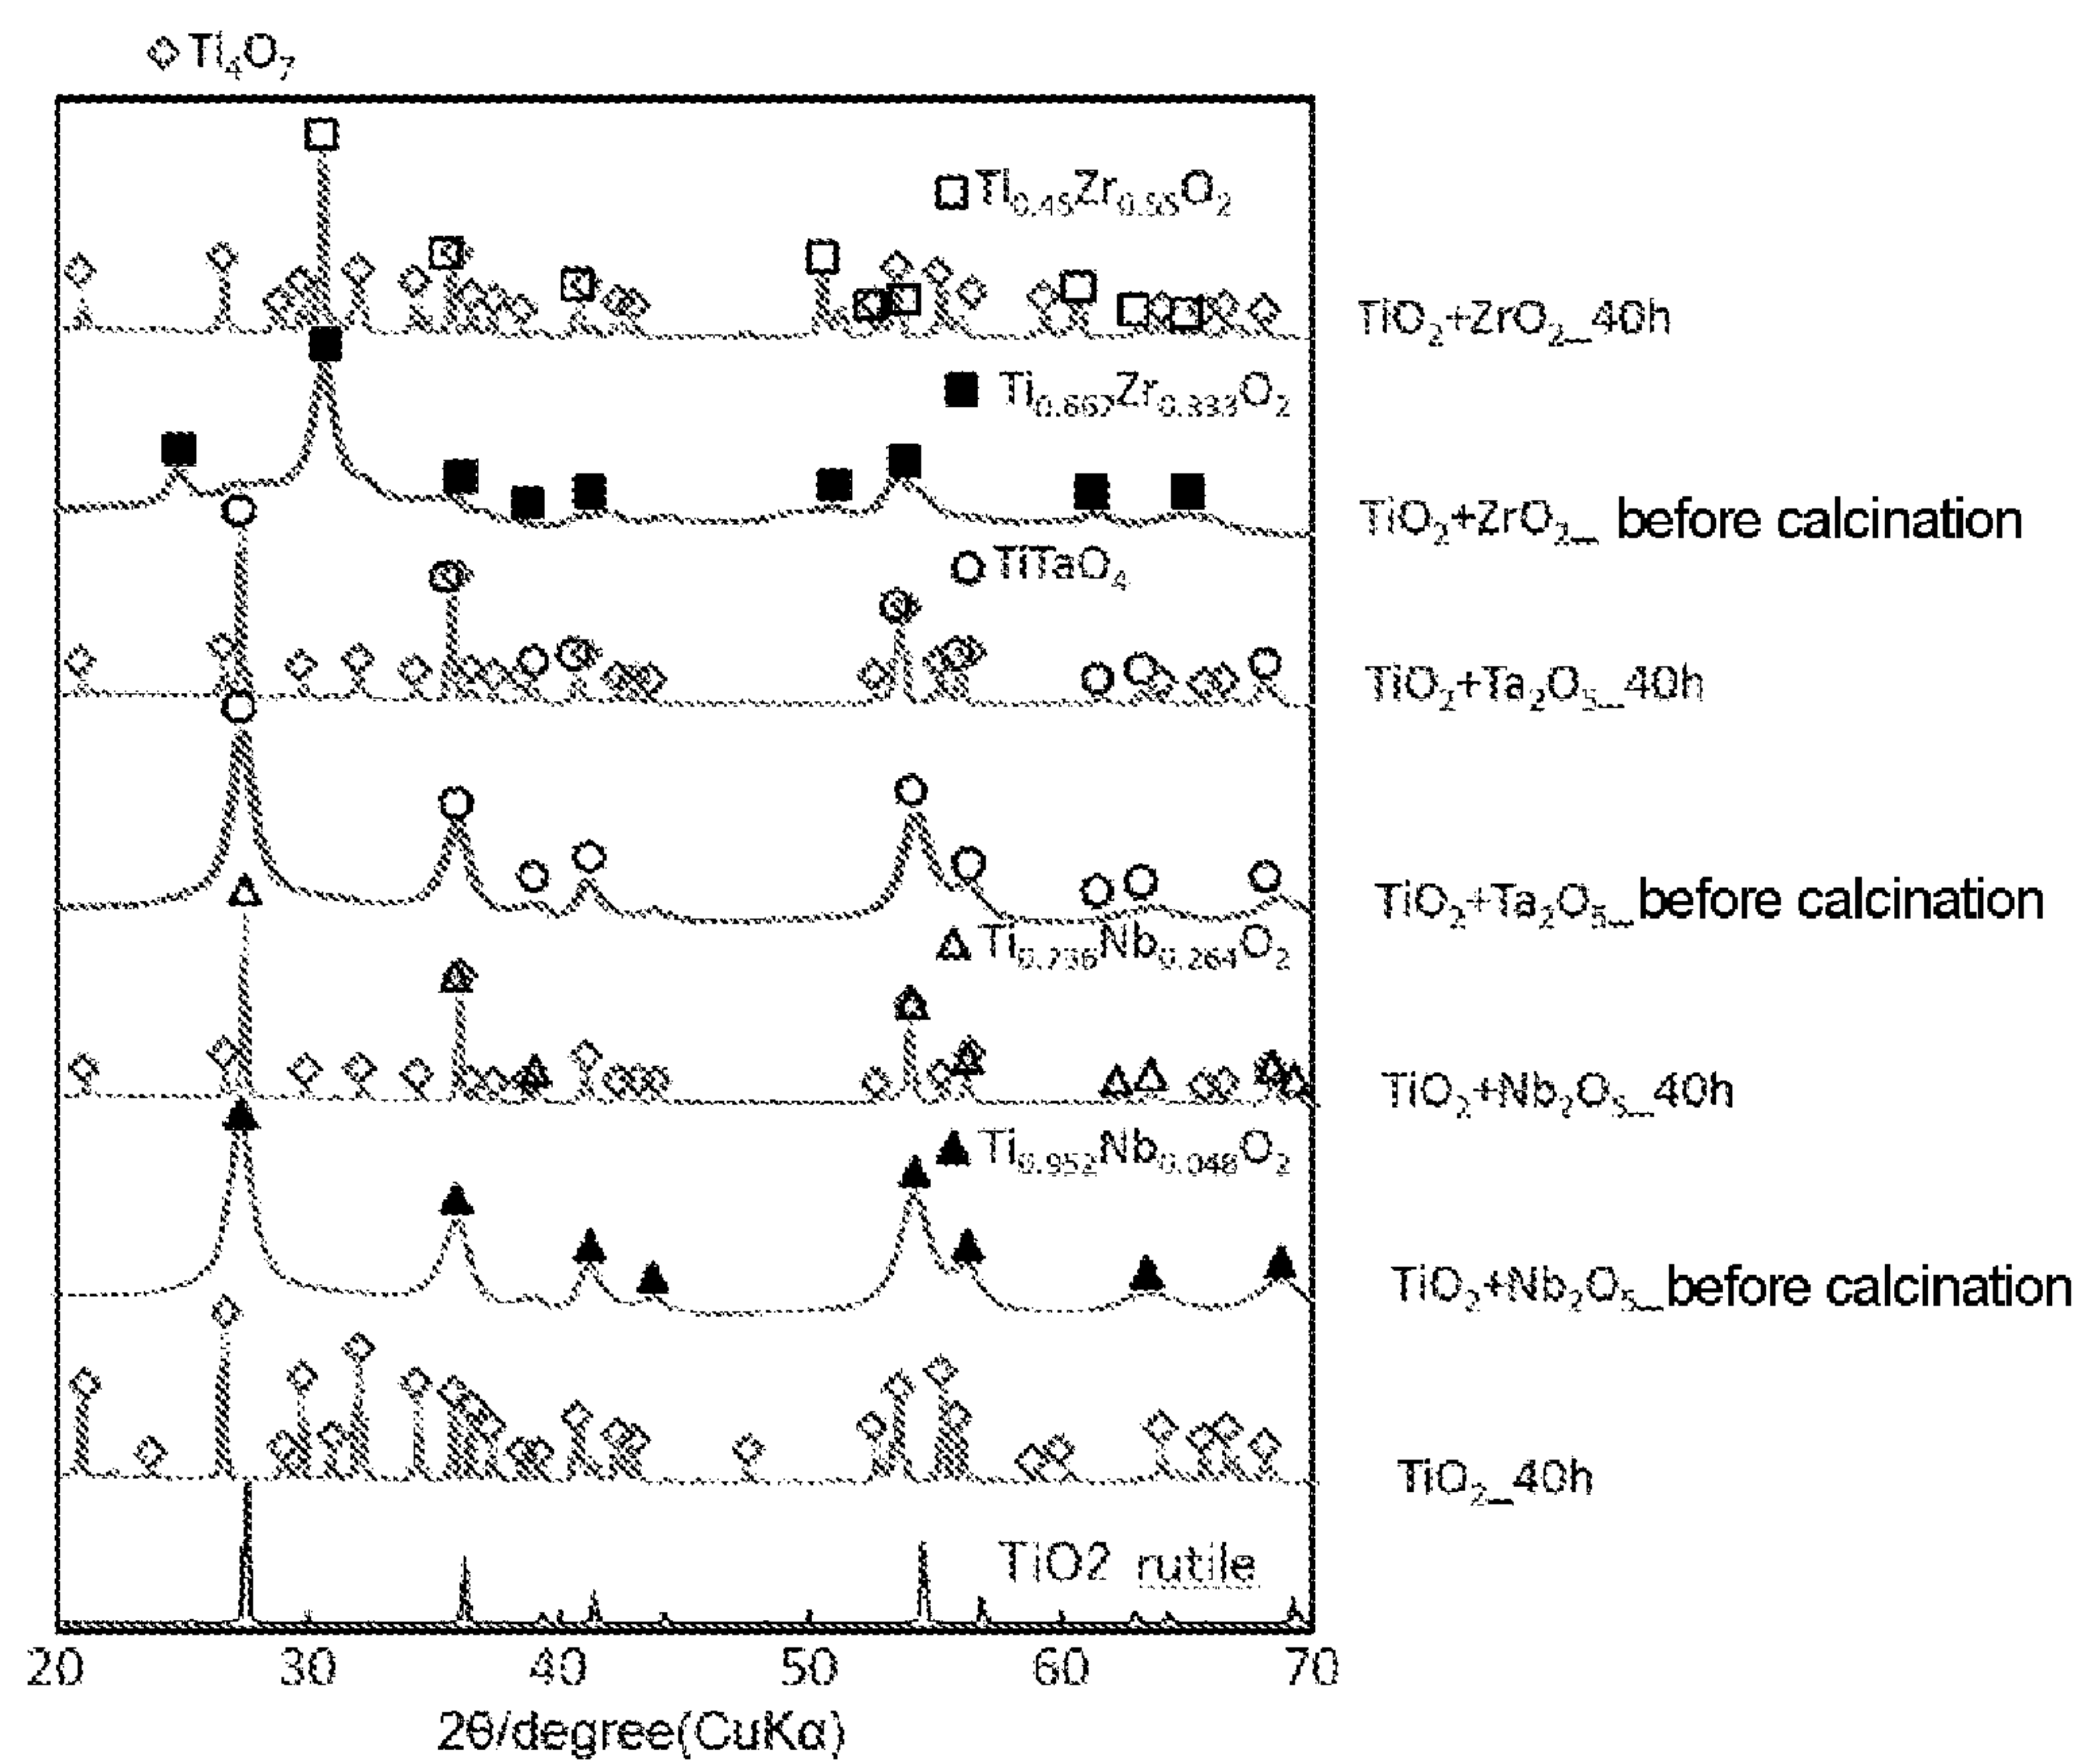 ◇ Ti₄O₇
□ Ti₀.₄₅Zr₀.₅₅O₂
TiO₂+ZrO₂_40h
■ Ti₀.₆₆₇Zr₀.₃₃₃O₂
TiO₂+ZrO₂_ before calcination
○ TiTaO₄
TiO₂+Ta₂O₅_40h
TiO₂+Ta₂O₅_before calcination
△ Ti₀.₇₃₆Nb₀.₂₆₄O₂
TiO₂+Nb₂O₅_40h
▲ Ti₀.₉₅₂Nb₀.₀₄₈O₂
TiO₂+Nb₂O₅_before calcination
TiO₂_40h
TiO2 rutile
20 30 40 50 60 70
2θ/degree(CuKα)